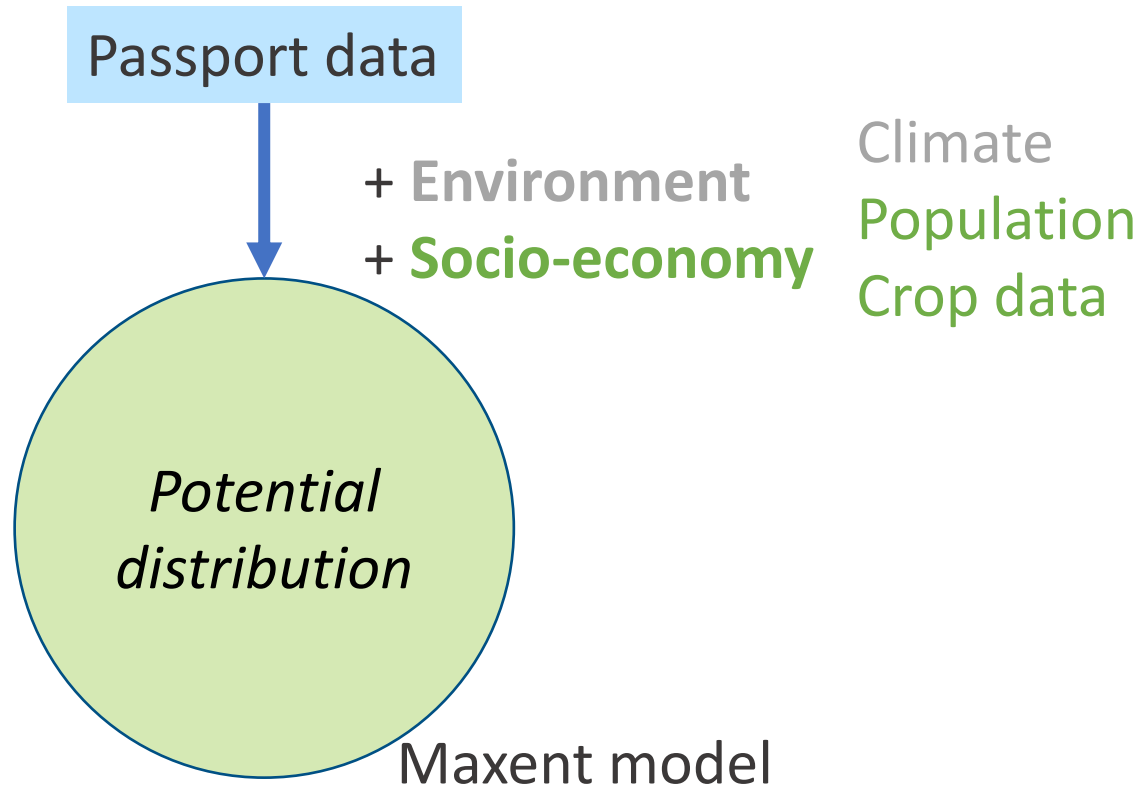 Passport data
+ Environment
+ Socio-economy
Climate
Population
Crop data
Potential
distribution
Maxent model